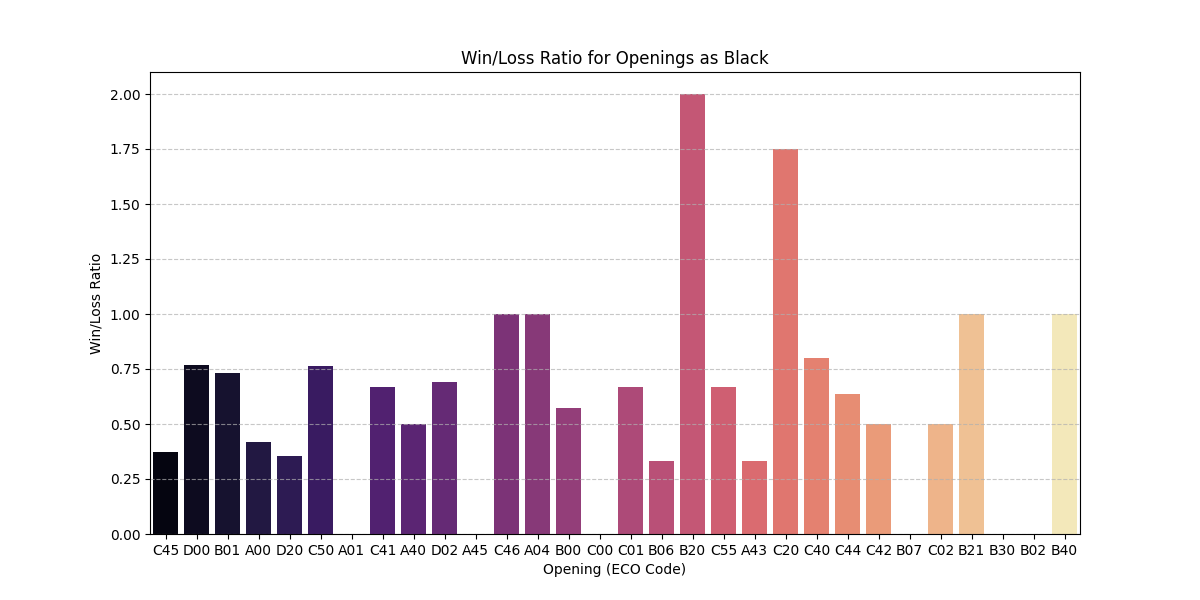 Win/Loss Ratio for Openings as Black
2.00
1.75
1.50
1.25
1.00
0.75
0.50
0.25
0.00
Win/Loss Ratio
C45 D00 B01 A00 D20 C50 A01 C41 A40 D02 A45 C46 A04 B00 C00 C01 B06 B20 C55 A43 C20 C40 C44 C42 B07 C02 B21 B30 B02 B40
Opening (ECO Code)